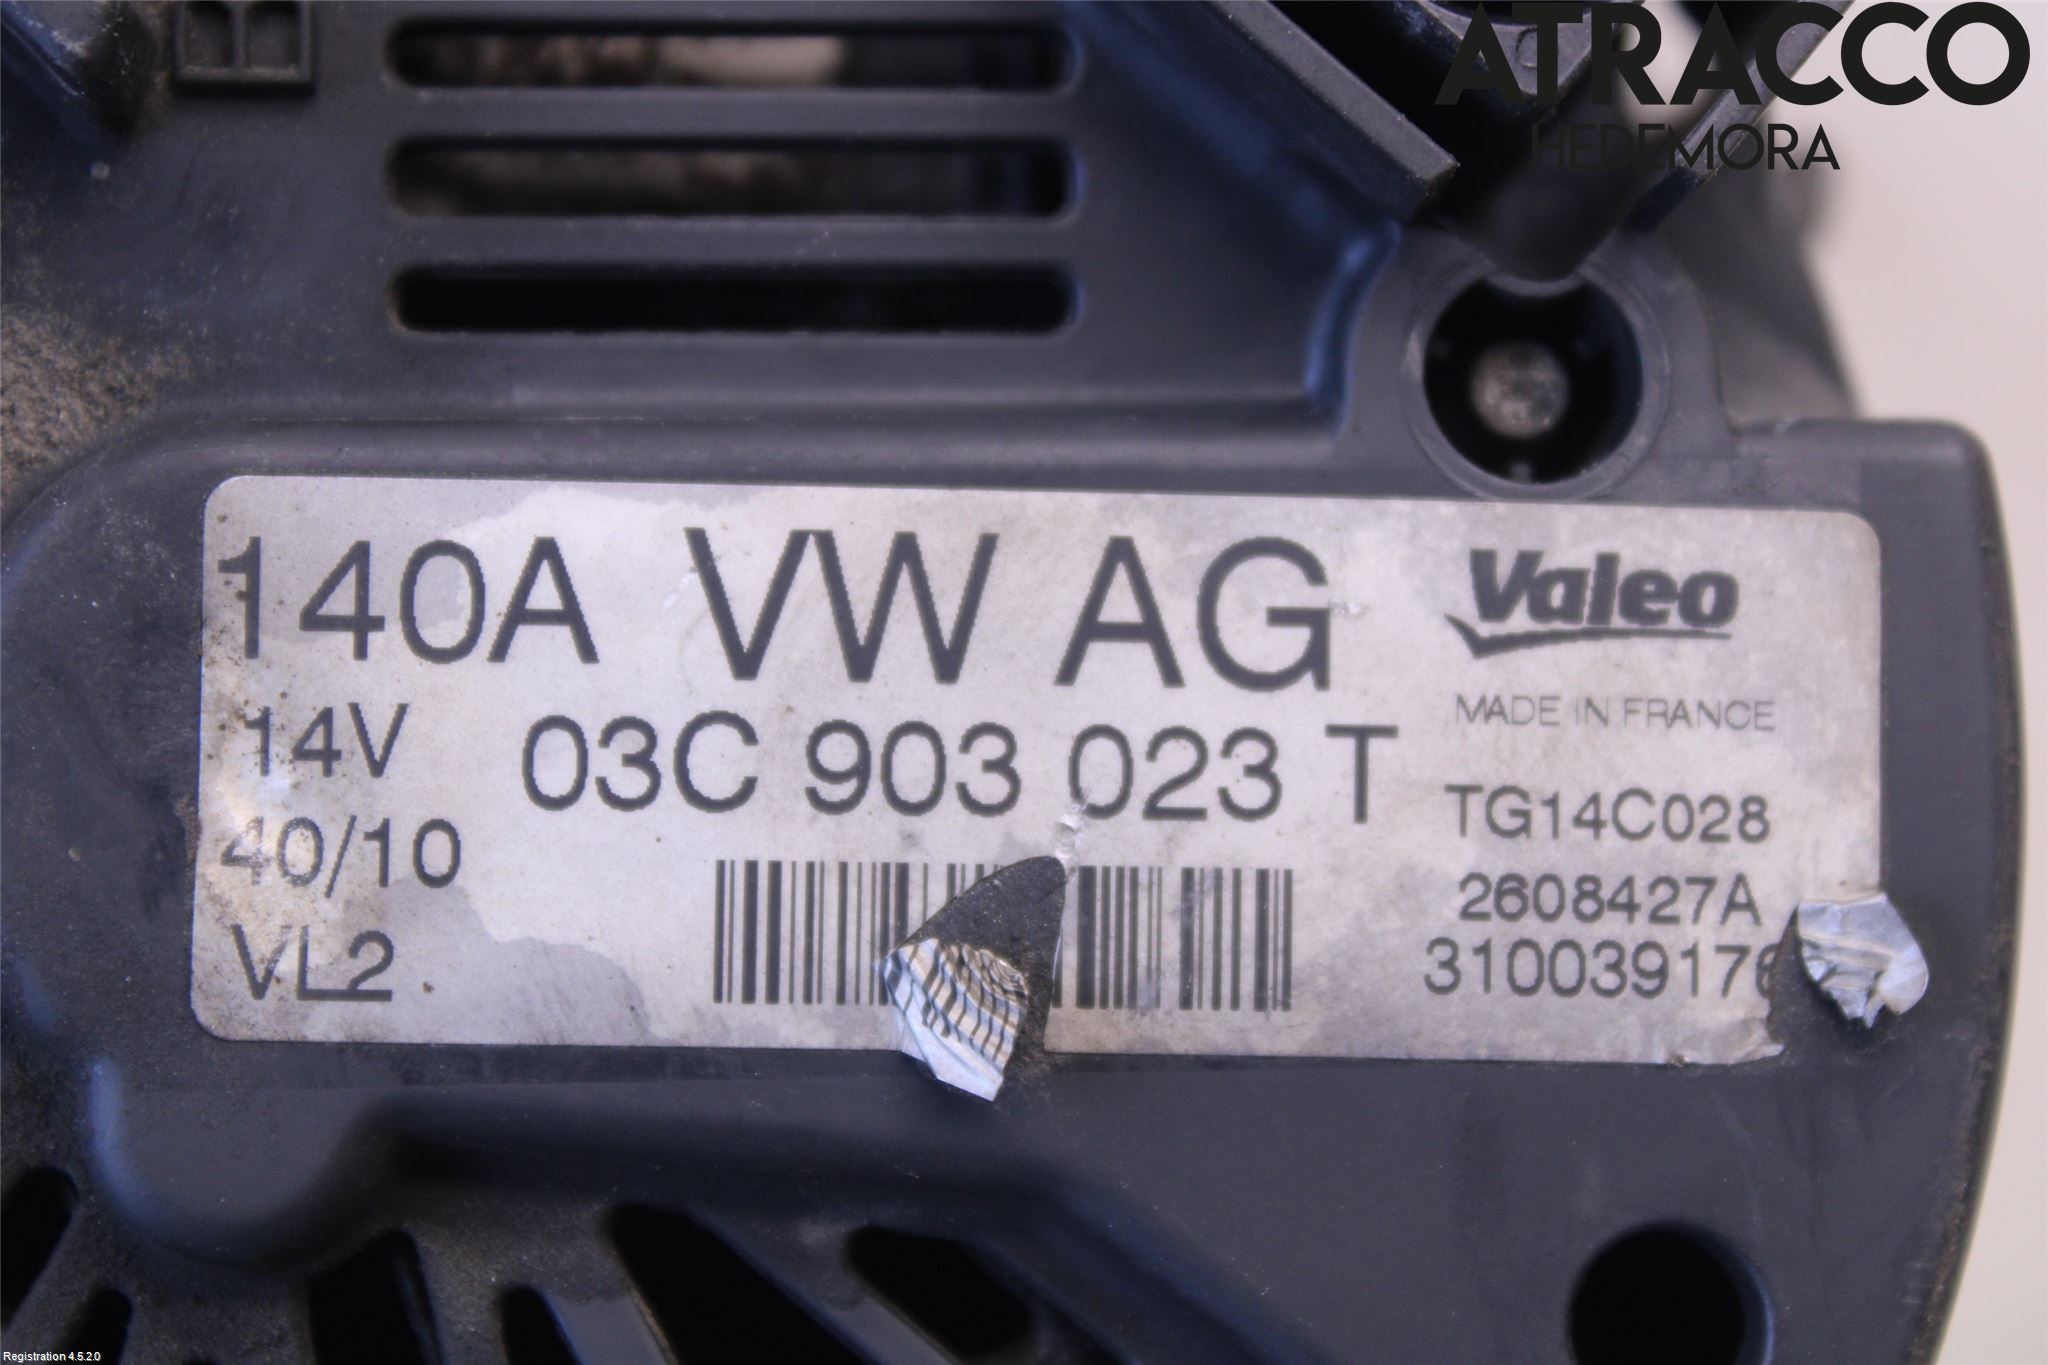 ATRACCO
HEDEMORA
140A VW AG
Valeo
MADE IN FRANCE
14V
03C 903 023 T
TG14C028
40/10
2608427A
VL2
Registration 4.5.2.0